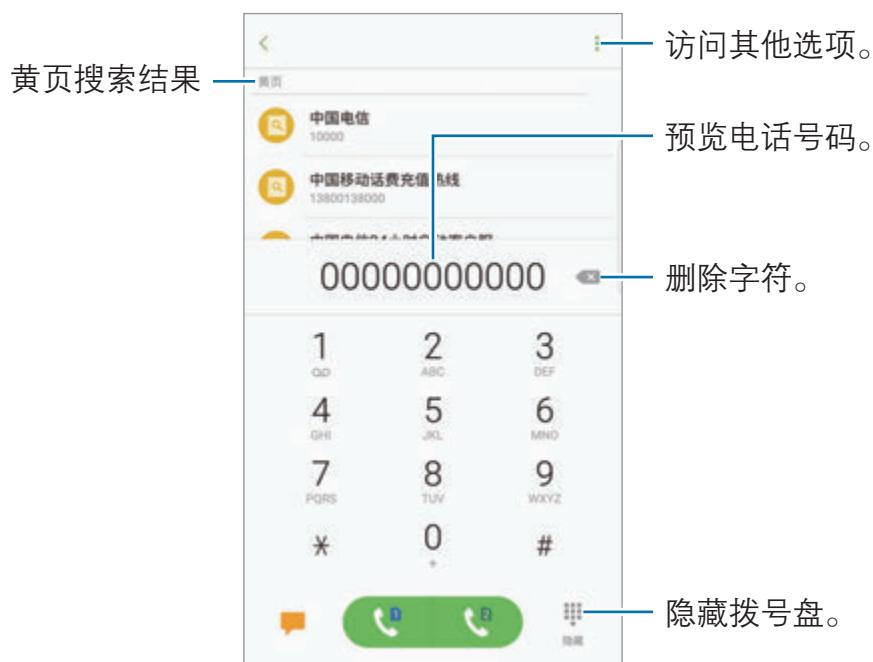 访问其他选项。
黄页搜索结果
黄页
中国电信
10000
预览电话号码。
中国移动话费充值热线
13800138000
00000000000
删除字符。
1 2 3
ABC DEF
4 5 6
GHI JKL MNO
7 8 9
PQRS TUV WXYZ
* 0 #
+
1 2
隐藏
隐藏拨号盘。